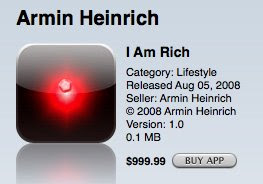 Armin Heinrich
I Am Rich
Category: Lifestyle
Released Aug 05, 2008
Seller: Armin Heinrich
© 2008 Armin Heinrich
Version: 1.0
0.1 MB
$999.99 BUY APP